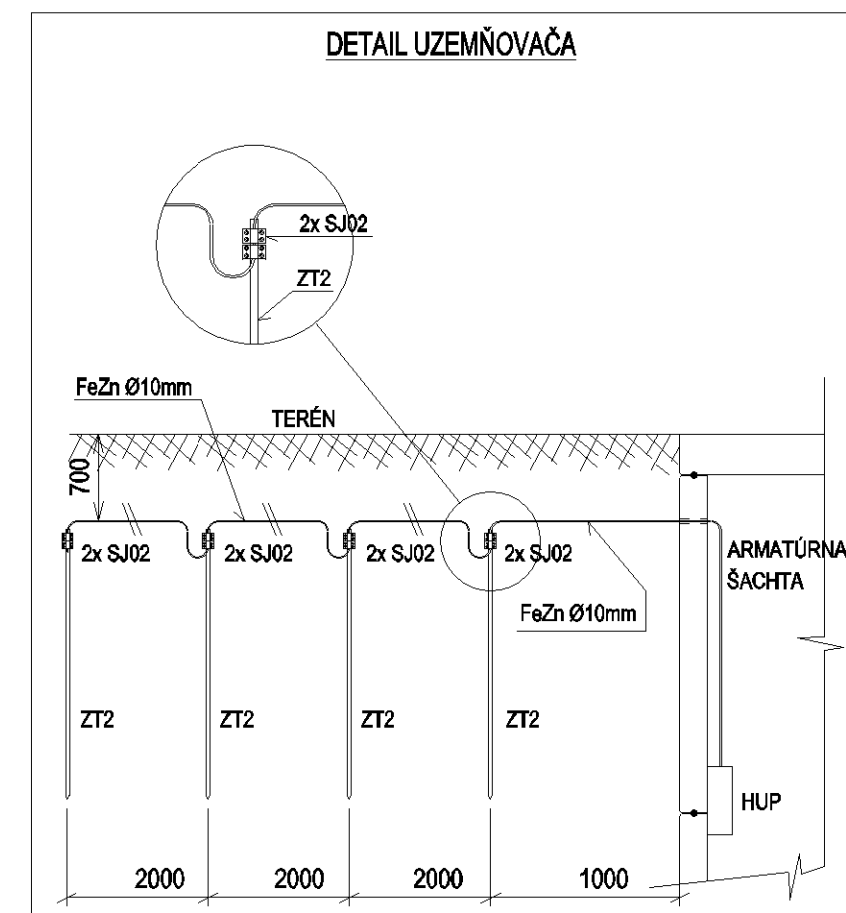 DETAIL UZEMŇOVAČA
2x SJ02
ZT2
FeZn Ø10mm
TERÉN
700
2x SJ02 2x SJ02 2x SJ02 2x SJ02
ARMATÚRNA
ŠACHTA
FeZn Ø10mm
ZT2 ZT2 ZT2 ZT2
HUP
2000 2000 2000 1000